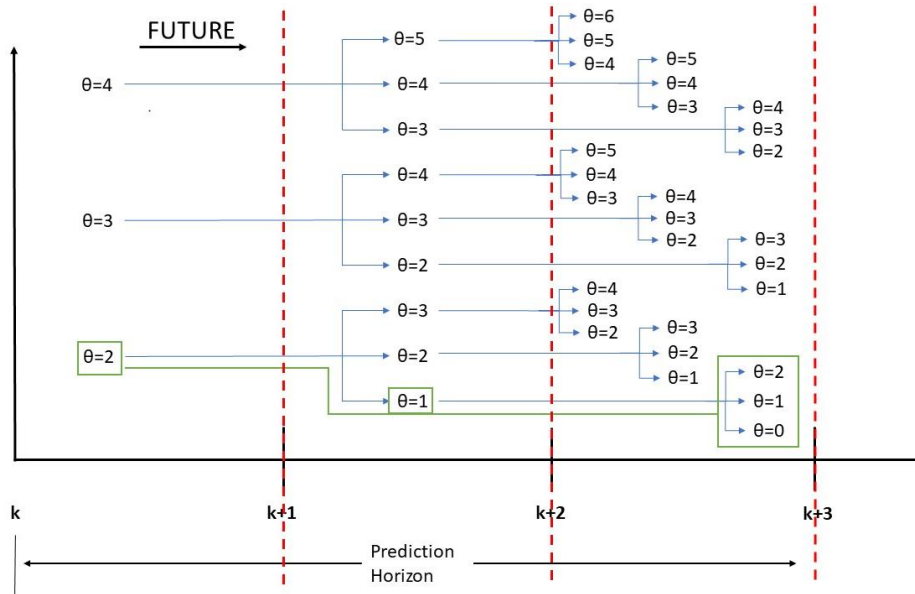 FUTURE
θ=6
θ=5
θ=5
θ=4
θ=5
θ=4
θ=4
θ=4
θ=3
θ=4
θ=3
θ=3
θ=2
θ=5
θ=4
θ=4
θ=3
θ=4
θ=3
θ=3
θ=3
θ=2
θ=3
θ=2
θ=2
θ=1
θ=4
θ=3
θ=3
θ=2
θ=3
θ=2
θ=2
θ=2
θ=1
θ=2
θ=1
θ=1
θ=0
k k+1 k+2 k+3
Prediction
Horizon